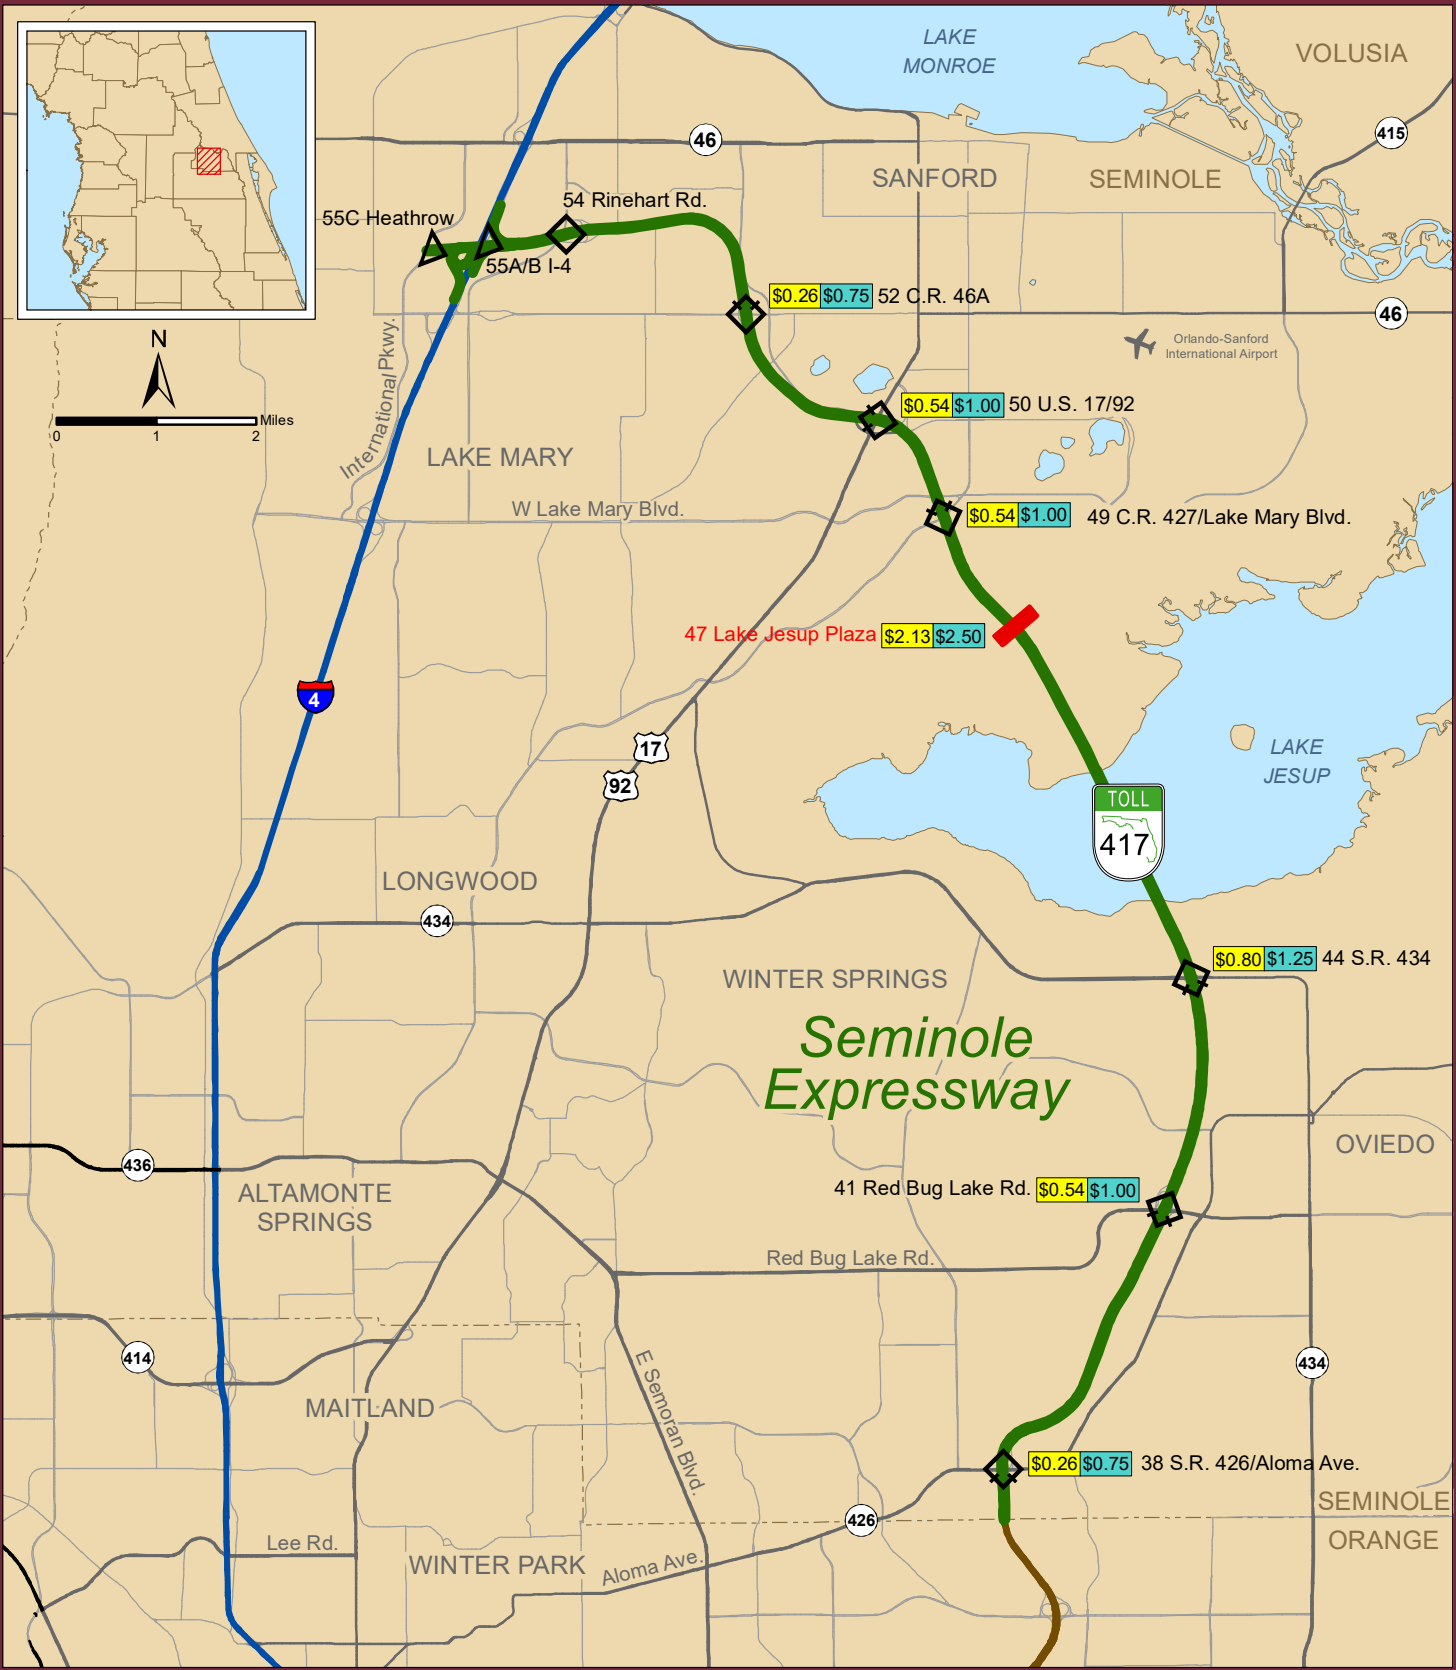 LAKE
MONROE
VOLUSIA
415
46
SANFORD
SEMINOLE
55C Heathrow
54 Rinehart Rd.
55A/B I-4
$0.26 $0.75 52 C.R. 46A
46
Orlando-Sanford
International Airport
N
0 1 2 Miles
International Pkwy.
$0.54 $1.00 50 U.S. 17/92
LAKE MARY
W Lake Mary Blvd.
$0.54 $1.00 49 C.R. 427/Lake Mary Blvd.
47 Lake Jesup Plaza $2.13 $2.50
4
17
92
LAKE
JESUP
TOLL
417
LONGWOOD
434
$0.80 $1.25 44 S.R. 434
WINTER SPRINGS
Seminole
Expressway
OVIEDO
436
ALTAMONTE
SPRINGS
41 Red Bug Lake Rd. $0.54 $1.00
Red Bug Lake Rd.
414
434
E Semoran Blvd.
MAITLAND
$0.26 $0.75 38 S.R. 426/Aloma Ave.
SEMINOLE
ORANGE
426
Lee Rd.
WINTER PARK
Aloma Ave.